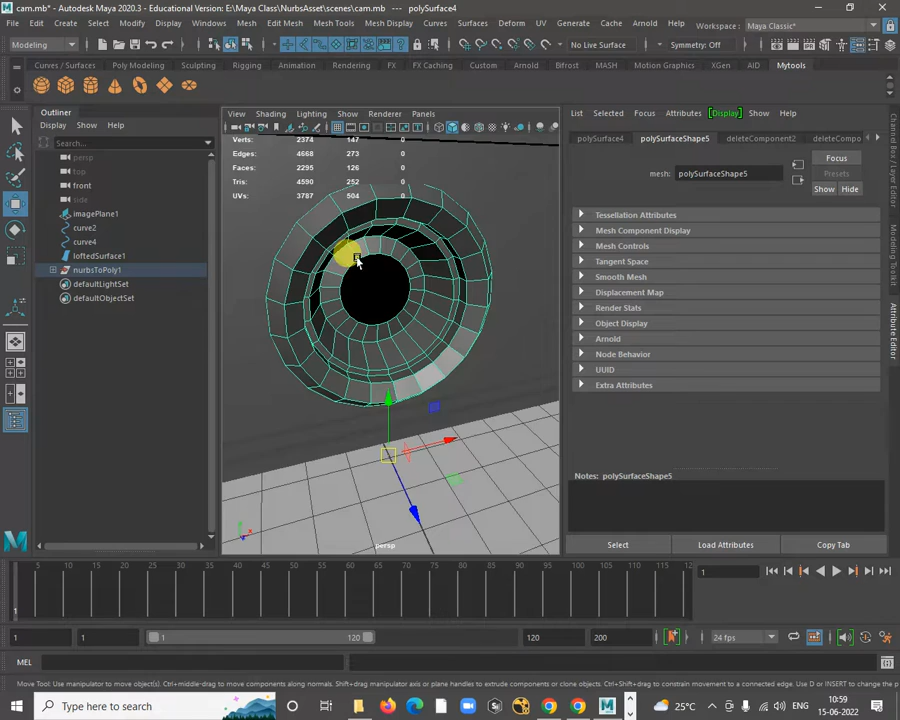 cam.mb* - Educational Version - Autodesk Maya 2020.3: E:\Maya Class\NurbsAsset\scenes\cam.mb --- polySurface4
File Edit Create Select Modify Display Windows Mesh Edit Mesh Mesh Tools Mesh Display Curves Surfaces Deform UV Generate Cache Arnold Help Workspace : Maya Classic*
Modeling No Live Surface Symmetry: Off
Curves / Surfaces Poly Modeling Sculpting Rigging Animation Rendering FX FX Caching Custom Arnold Bifrost MASH Motion Graphics XGen AID Mytools
Outliner
Display Show Help
Search...
persp
top
front
side
imagePlane1
curve2
curve4
loftedSurface1
nurbsToPoly1
defaultLightSet
defaultObjectSet
View Shading Lighting Show Renderer Panels
Verts: 2374 147 0
Edges: 4668 273 0
Faces: 2295 126 0
Tris: 4590 252 0
UVs: 3787 504 0
persp
List Selected Focus Attributes Display Show Help
polySurface4 polySurfaceShape5 deleteComponent2 deleteCompo
mesh: polySurfaceShape5
Focus
Presets
Show Hide
Tessellation Attributes
Mesh Component Display
Mesh Controls
Tangent Space
Smooth Mesh
Displacement Map
Render Stats
Object Display
Arnold
Node Behavior
UUID
Extra Attributes
Notes: polySurfaceShape5
Select Load Attributes Copy Tab
Channel Box / Layer Editor
Modeling Toolkit
Attribute Editor
5 10 15 20 25 30 35 40 45 50 55 60 65 70 75 80 85 90 95 100 105 110 115 12
1
1
1 1 1 120 120 200 24 fps
MEL
Move Tool: Use manipulator to move object(s). Ctrl+middle-drag to move components along normals. Shift+drag manipulator axis or plane handles to extrude components or clone objects. Ctrl+Shift+drag to constrain movement to a connected edge. Use D or INSERT to change the
Type here to search
25°C
ENG
10:59
15-06-2022